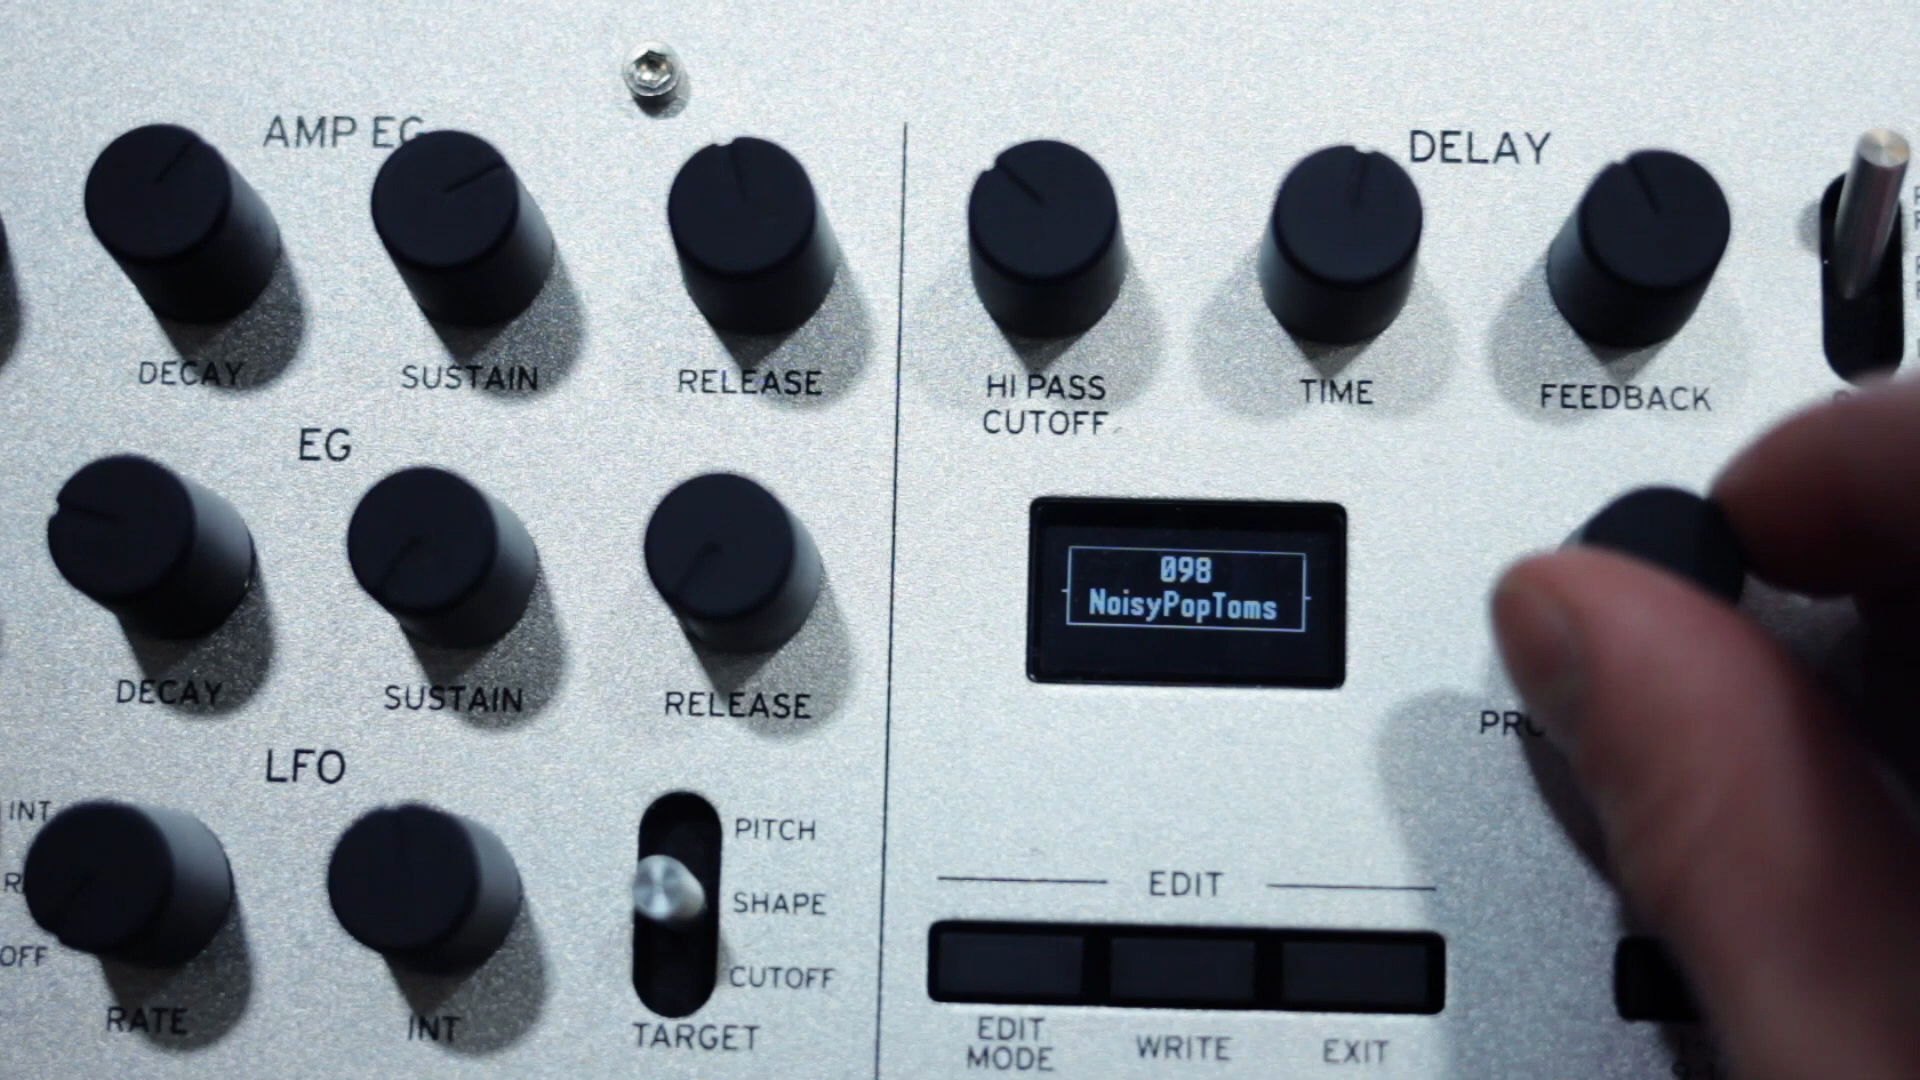 AMP EG
DECAY
SUSTAIN
RELEASE
EG
DECAY
SUSTAIN
RELEASE
LFO
INT
OFF
RATE
INT
PITCH
SHAPE
CUTOFF
TARGET
DELAY
HI PASS
CUTOFF
TIME
FEEDBACK
098
NoisyPopToms
EDIT
EDIT
MODE
WRITE
EXIT